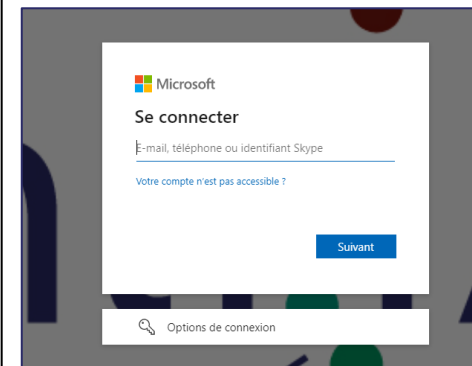 Microsoft
Se connecter
E-mail, téléphone ou identifiant Skype
Votre compte n'est pas accessible ?
Suivant
Options de connexion